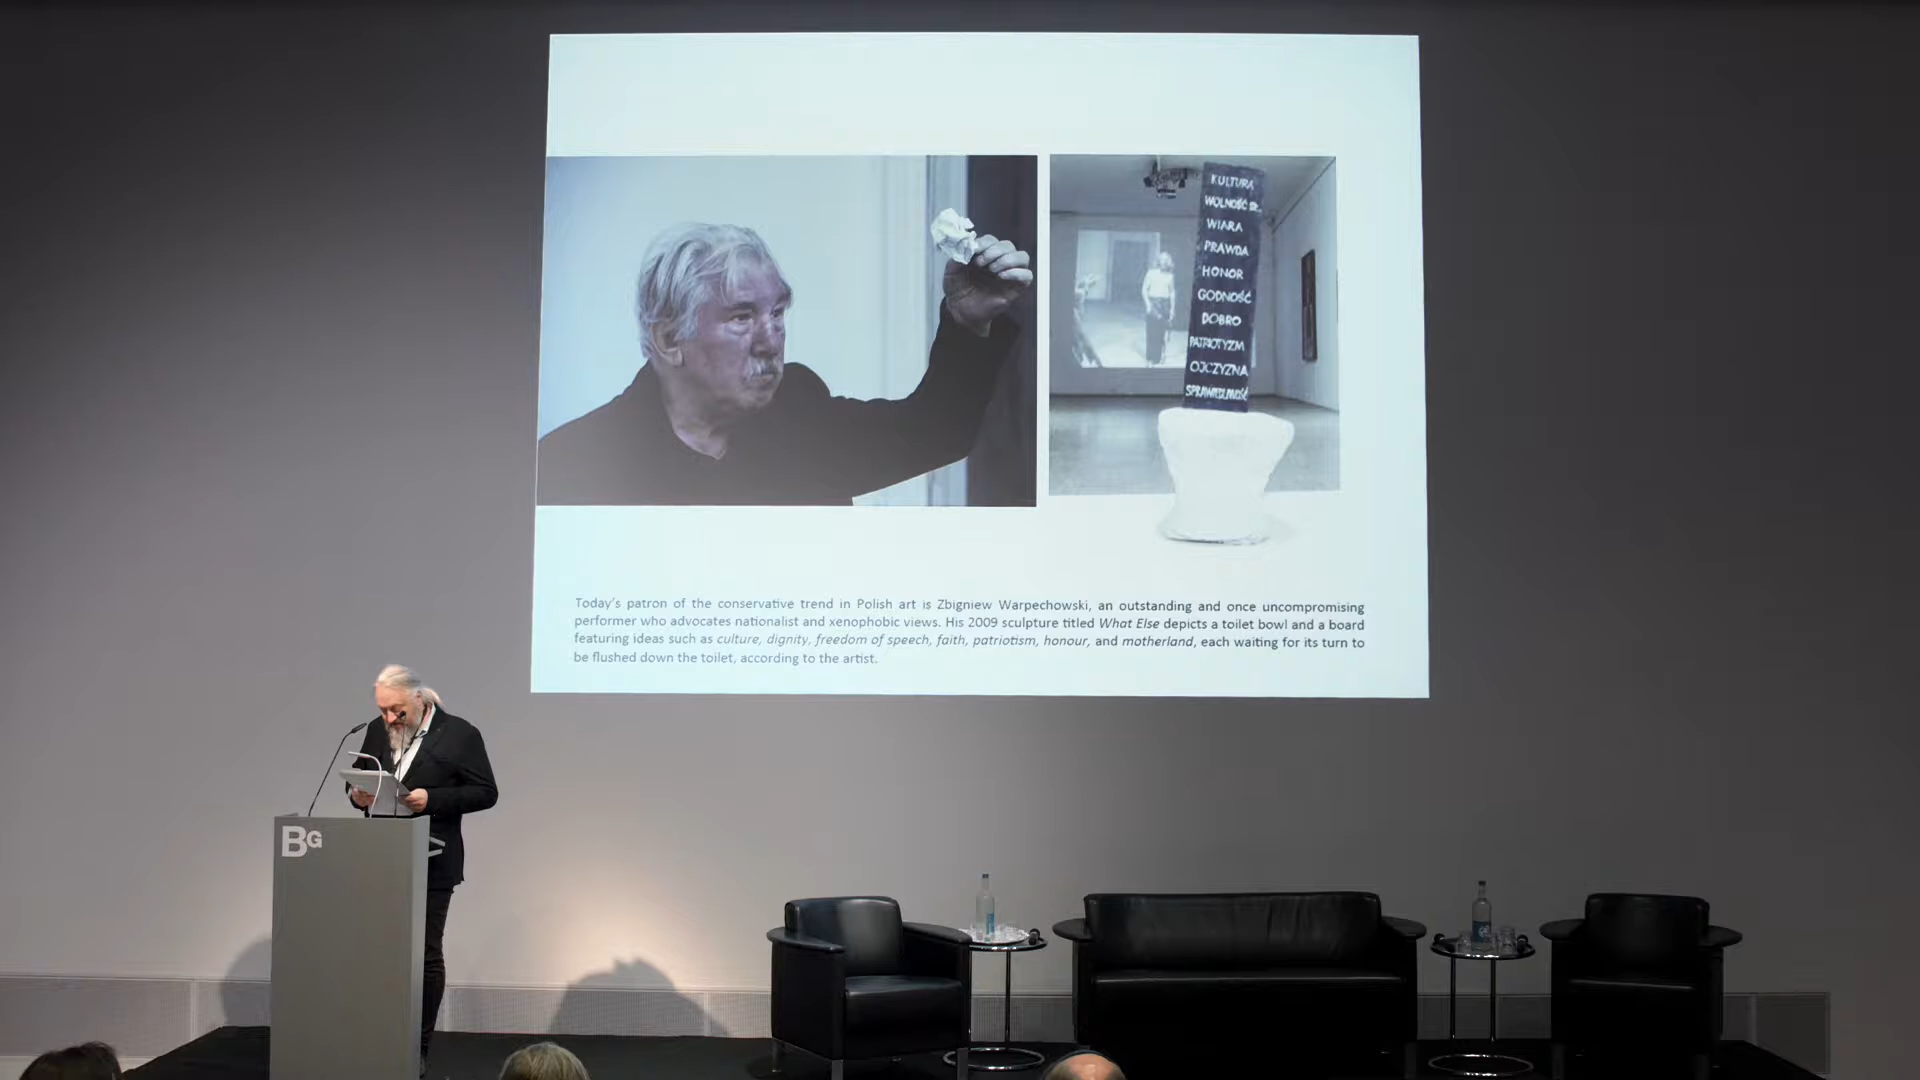 KULTURA
WOLNOŚĆ SŁ.
WIARA
PRAWDA
HONOR
GODNOŚĆ
DOBRO
PATRIOTYZM
OJCZYZNA
SPRAWIEDLIWOŚĆ
Today's patron of the conservative trend in Polish art is Zbigniew Warpechowski, an outstanding and once uncompromising
performer who advocates nationalist and xenophobic views. His 2009 sculpture titled What Else depicts a toilet bowl and a board
featuring ideas such as culture, dignity, freedom of speech, faith, patriotism, honour, and motherland, each waiting for its turn to
be flushed down the toilet, according to the artist.
BG